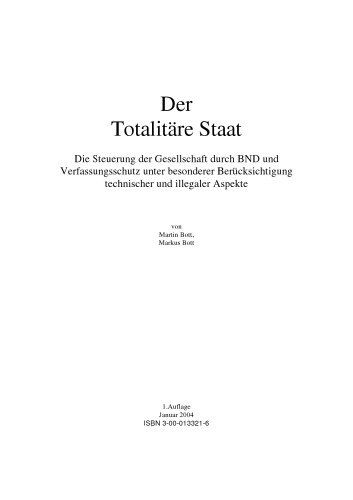 Der
Totalitäre Staat
Die Steuerung der Gesellschaft durch BND und
Verfassungsschutz unter besonderer Berücksichtigung
technischer und illegaler Aspekte
von
Martin Bott,
Markus Bott
1.Auflage
Januar 2004
ISBN 3-00-013321-6